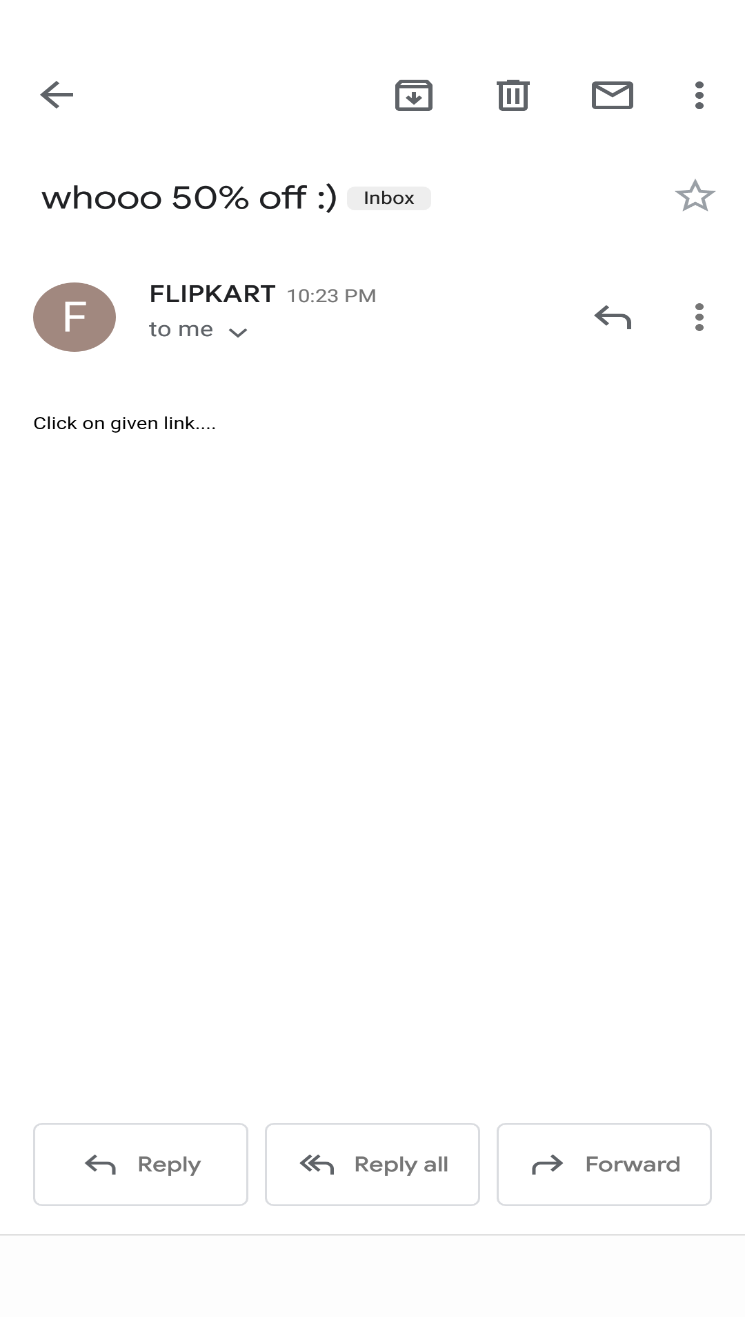 whooo 50% off :) Inbox
F
FLIPKART 10:23 PM
to me
Click on given link....
Reply Reply all Forward